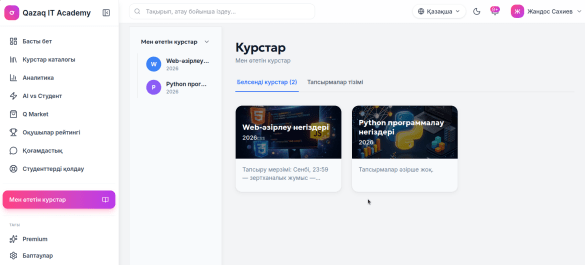 Qazaq IT Academy
Тақырып, атау бойынша іздеу...
Қазақша
9+
Ж
Жандос Сахиев
Басты бет
Курстар каталогы
Аналитика
AI vs Студент
Q Market
Оқушылар рейтингі
Қоғамдастық
Студенттерді қолдау
Мен өтетін курстар
Premium
Баптаулар
Мен өтетін курстар
W
Web-әзірлеу...
2026
P
Python прог...
2026
Курстар
Мен өтетін курстар
Белсенді курстар (2)
Тапсырмалар тізімі
Web-әзірлеу негіздері
2026
Тапсыру мерзімі: Сенбі, 23:59
— зертханалық жұмыс —...
Python программалау
негіздері
2026
Тапсырмалар әзірше жоқ.